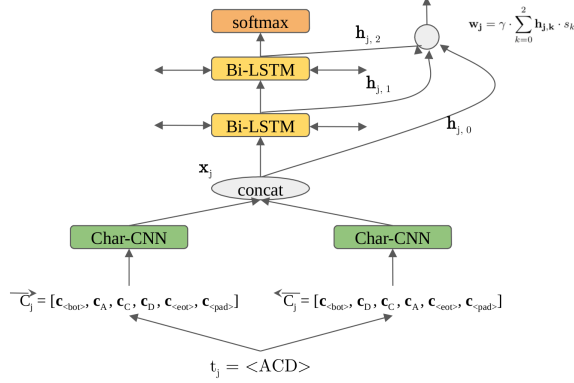 softmax
h_{j, 2}
w_j = γ · ∑_{k=0}^{2} h_{j,k} · s_k
Bi-LSTM
h_{j, 1}
Bi-LSTM
h_{j, 0}
x_j
concat
Char-CNN
Char-CNN
→C_j = [c_{<bot>}, c_A, c_C, c_D, c_{<eot>}, c_{<pad>}]
←C_j = [c_{<bot>}, c_D, c_C, c_A, c_{<eot>}, c_{<pad>}]
t_j = <ACD>